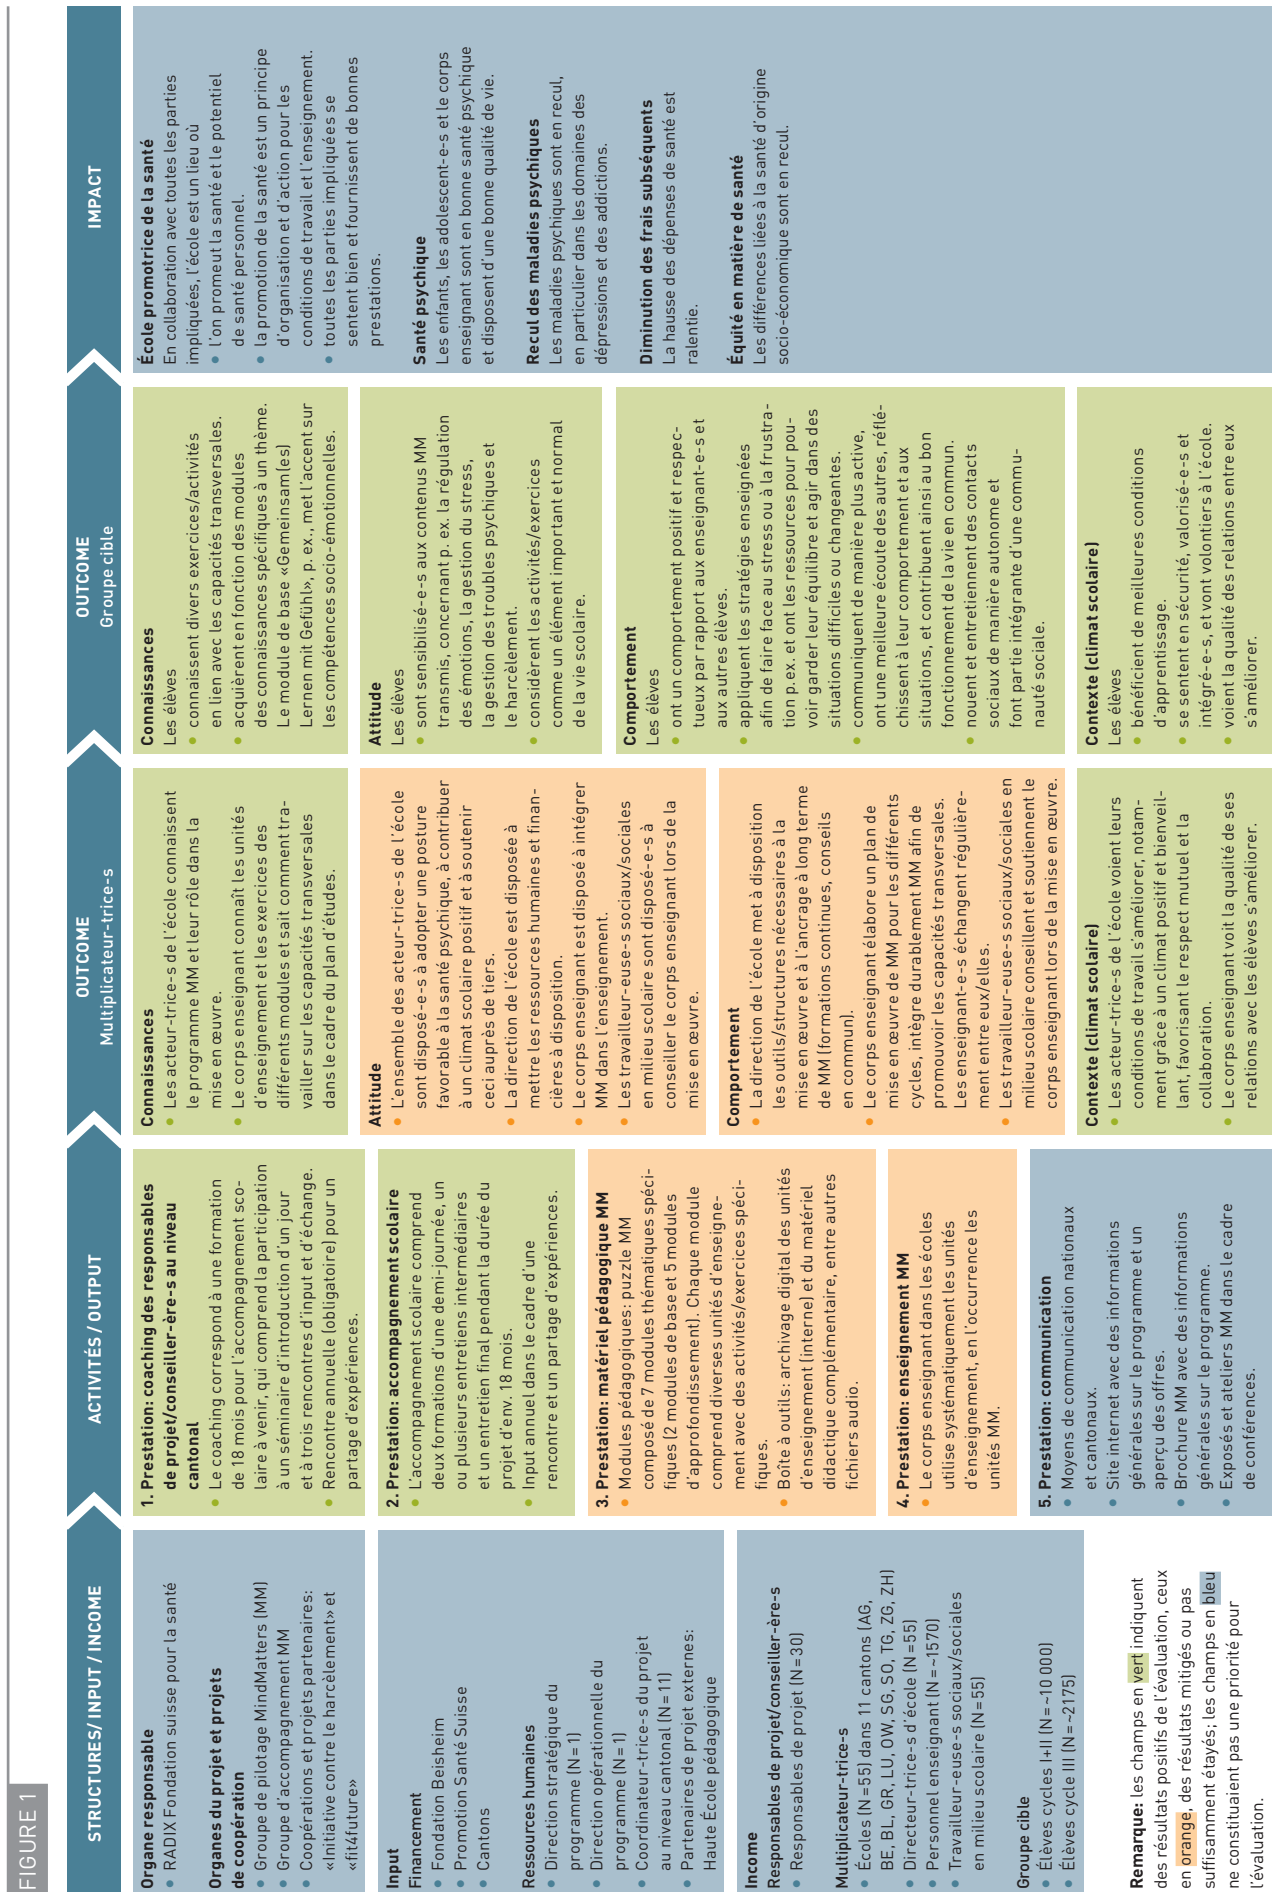 FIGURE 1
STRUCTURES/ INPUT / INCOME
Organe responsable
• RADIX Fondation suisse pour la santé
Organes du projet et projets
de coopération
• Groupe de pilotage MindMatters (MM)
• Groupe d'accompagnement MM
• Coopérations et projets partenaires:
«Initiative contre le harcèlement» et
«fit4future»
Input
Financement
• Fondation Beisheim
• Promotion Santé Suisse
• Cantons
Ressources humaines
• Direction stratégique du
programme (N=1)
• Direction opérationnelle du
programme (N=1)
• Coordinateur-trice-s du projet
au niveau cantonal (N=11)
• Partenaires de projet externes:
Haute École pédagogique
Income
Responsables de projet/conseiller-ère-s
• Responsables de projet (N=30)
Multiplicateur-trice-s
• Écoles (N=55) dans 11 cantons (AG,
BE, BL, GR, LU, OW, SG, SO, TG, ZG, ZH)
• Directeur-trice-s d'école (N=55)
• Personnel enseignant (N=~1570)
• Travailleur-euse-s sociaux/sociales
en milieu scolaire (N=55)
Groupe cible
• Élèves cycles I+II (N=~10 000)
• Élèves cycle III (N=~2175)
Remarque: les champs en vert indiquent
des résultats positifs de l'évaluation, ceux
en orange, des résultats mitigés ou pas
suffisamment étayés; les champs en bleu
ne constituaient pas une priorité pour
l'évaluation.
ACTIVITÉS / OUTPUT
1. Prestation: coaching des responsables
de projet/conseiller-ère-s au niveau
cantonal
• Le coaching correspond à une formation
de 18 mois pour l'accompagnement sco-
laire à venir, qui comprend la participation
à un séminaire d'introduction d'un jour
et à trois rencontres d'input et d'échange.
• Rencontre annuelle (obligatoire) pour un
partage d'expériences.
2. Prestation: accompagnement scolaire
• L'accompagnement scolaire comprend
deux formations d'une demi-journée, un
ou plusieurs entretiens intermédiaires
et un entretien final pendant la durée du
projet d'env. 18 mois.
• Input annuel dans le cadre d'une
rencontre et un partage d'expériences.
3. Prestation: matériel pédagogique MM
• Modules pédagogiques: puzzle MM
composé de 7 modules thématiques spéci-
fiques (2 modules de base et 5 modules
d'approfondissement). Chaque module
comprend diverses unités d'enseigne-
ment avec des activités/exercices spéci-
fiques.
• Boîte à outils: archivage digital des unités
d'enseignement (interne) et du matériel
didactique complémentaire, entre autres
fichiers audio.
4. Prestation: enseignement MM
• Le corps enseignant dans les écoles
utilise systématiquement les unités
d'enseignement, en l'occurrence les
unités MM.
5. Prestation: communication
• Moyens de communication nationaux
et cantonaux.
• Site internet avec des informations
générales sur le programme et un
aperçu des offres.
• Brochure MM avec des informations
générales sur le programme.
• Exposés et ateliers MM dans le cadre
de conférences.
OUTCOME
Multiplicateur-trice-s
Connaissances
• Les acteur-trice-s de l'école connaissent
le programme MM et leur rôle dans la
mise en œuvre.
• Le corps enseignant connaît les unités
d'enseignement et les exercices des
différents modules et sait comment tra-
vailler sur les capacités transversales
dans le cadre du plan d'études.
Attitude
• L'ensemble des acteur-trice-s de l'école
sont disposé-e-s à adopter une posture
favorable à la santé psychique, à contribuer
à un climat scolaire positif et à soutenir
ceci auprès de tiers.
• La direction de l'école est disposée à
mettre les ressources humaines et finan-
cières à disposition.
• Le corps enseignant est disposé à intégrer
MM dans l'enseignement.
• Les travailleur-euse-s sociaux/sociales
en milieu scolaire sont disposé-e-s à
conseiller le corps enseignant lors de la
mise en œuvre.
Comportement
• La direction de l'école met à disposition
les outils/structures nécessaires à la
mise en œuvre et à l'ancrage à long terme
de MM (formations continues, conseils
en commun).
• Le corps enseignant élabore un plan de
mise en œuvre de MM pour les différents
cycles, intègre durablement MM afin de
promouvoir les capacités transversales.
Les enseignant-e-s échangent régulière-
ment entre eux/elles.
• Les travailleur-euse-s sociaux/sociales en
milieu scolaire conseillent et soutiennent le
corps enseignant lors de la mise en œuvre.
Contexte (climat scolaire)
• Les acteur-trice-s de l'école voient leurs
conditions de travail s'améliorer, notam-
ment grâce à un climat positif et bienveil-
lant, favorisant le respect mutuel et la
collaboration.
• Le corps enseignant voit la qualité de ses
relations avec les élèves s'améliorer.
OUTCOME
Groupe cible
Connaissances
Les élèves
• connaissent divers exercices/activités
en lien avec les capacités transversales.
• acquièrent en fonction des modules
des connaissances spécifiques à un thème.
Le module de base «Gemeinsam(les)
Lernen mit Gefühl», p. ex., met l'accent sur
les compétences socio-émotionnelles.
Attitude
Les élèves
• sont sensibilisé-e-s aux contenus MM
transmis, concernant p. ex. la régulation
des émotions, la gestion du stress,
la gestion des troubles psychiques et
le harcèlement.
• considèrent les activités/exercices
comme un élément important et normal
de la vie scolaire.
Comportement
Les élèves
• ont un comportement positif et respec-
tueux par rapport aux enseignant-e-s et
aux autres élèves.
• appliquent les stratégies enseignées
afin de faire face au stress ou à la frustra-
tion p.ex. et ont les ressources pour pou-
voir garder leur équilibre et agir dans des
situations difficiles ou changeantes.
• communiquent de manière plus active,
ont une meilleure écoute des autres, réflé-
chissent à leur comportement et aux
situations, et contribuent ainsi au bon
fonctionnement de la vie en commun.
• nouent et entretiennent des contacts
sociaux de manière autonome et
font partie intégrante d'une commu-
nauté sociale.
Contexte (climat scolaire)
Les élèves
• bénéficient de meilleures conditions
d'apprentissage.
• se sentent en sécurité, valorisé-e-s et
intégré-e-s, et vont volontiers à l'école.
• voient la qualité des relations entre eux
s'améliorer.
IMPACT
École promotrice de la santé
En collaboration avec toutes les parties
impliquées, l'école est un lieu où
• l'on promeut la santé et le potentiel
de santé personnel.
• la promotion de la santé est un principe
d'organisation et d'action pour les
conditions de travail et l'enseignement.
• toutes les parties impliquées se
sentent bien et fournissent de bonnes
prestations.
Santé psychique
Les enfants, les adolescent-e-s et le corps
enseignant sont en bonne santé psychique
et disposent d'une bonne qualité de vie.
Recul des maladies psychiques
Les maladies psychiques sont en recul,
en particulier dans les domaines des
dépressions et des addictions.
Diminution des frais subséquents
La hausse des dépenses de santé est
ralentie.
Équité en matière de santé
Les différences liées à la santé d'origine
socio-économique sont en recul.